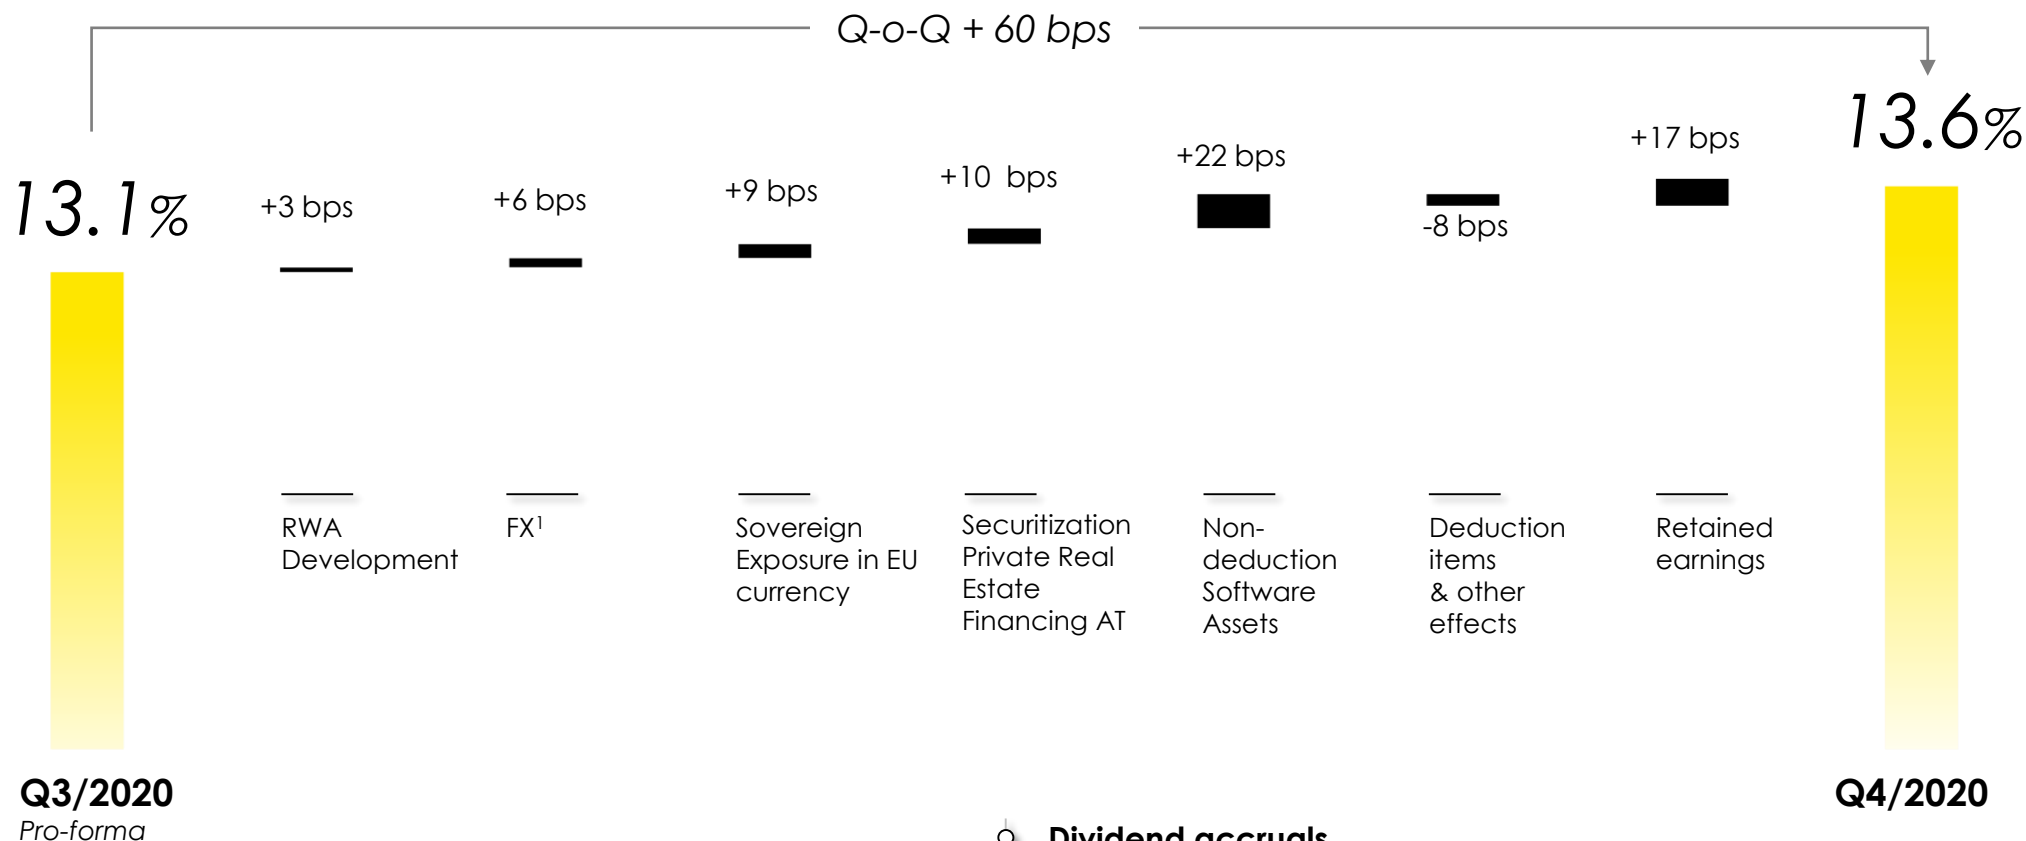 Q-o-Q + 60 bps
13.1%
+3 bps
+6 bps
+9 bps
+10 bps
+22 bps
-8 bps
+17 bps
13.6%
RWA
Development
FX¹
Sovereign
Exposure in EU
currency
Securitization
Private Real
Estate
Financing AT
Non-
deduction
Software
Assets
Deduction
items
& other
effects
Retained
earnings
Q3/2020
Pro-forma
Q4/2020
Dividend accruals